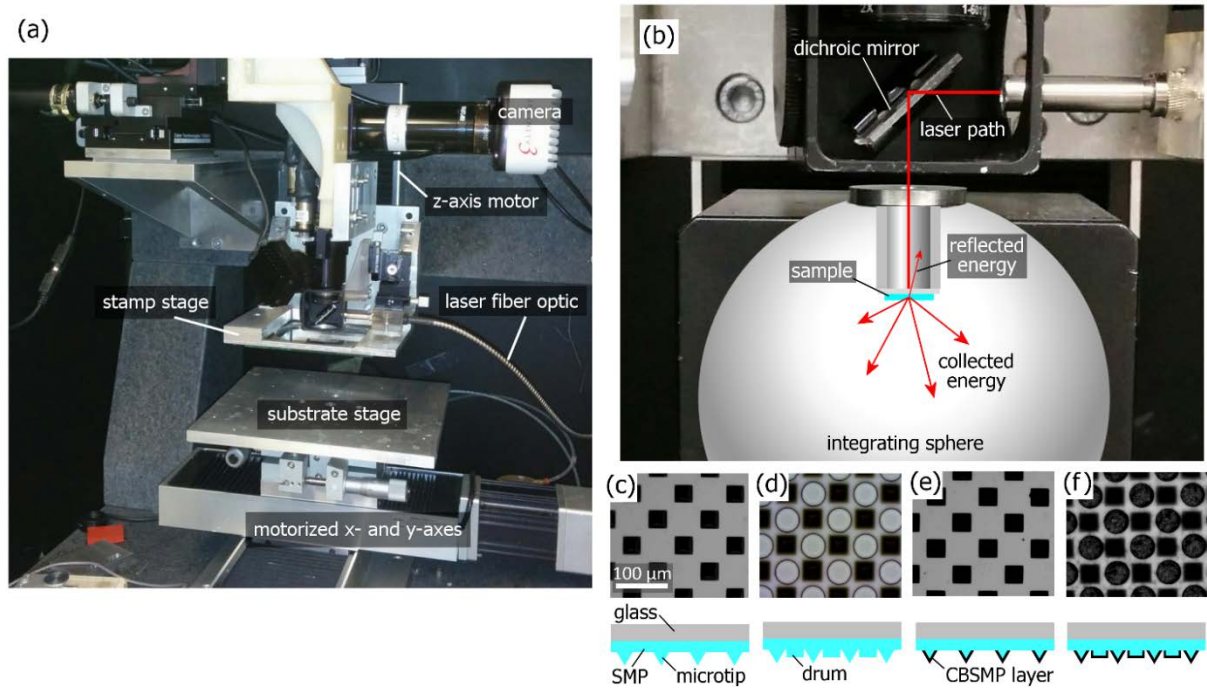 (a)
camera
z-axis motor
stamp stage
laser fiber optic
substrate stage
motorized x- and y-axes
(b)
dichroic mirror
laser path
reflected
energy
sample
collected
energy
integrating sphere
(c)
(d)
(e)
(f)
100 μm
glass
SMP
microtip
drum
CBSMP layer